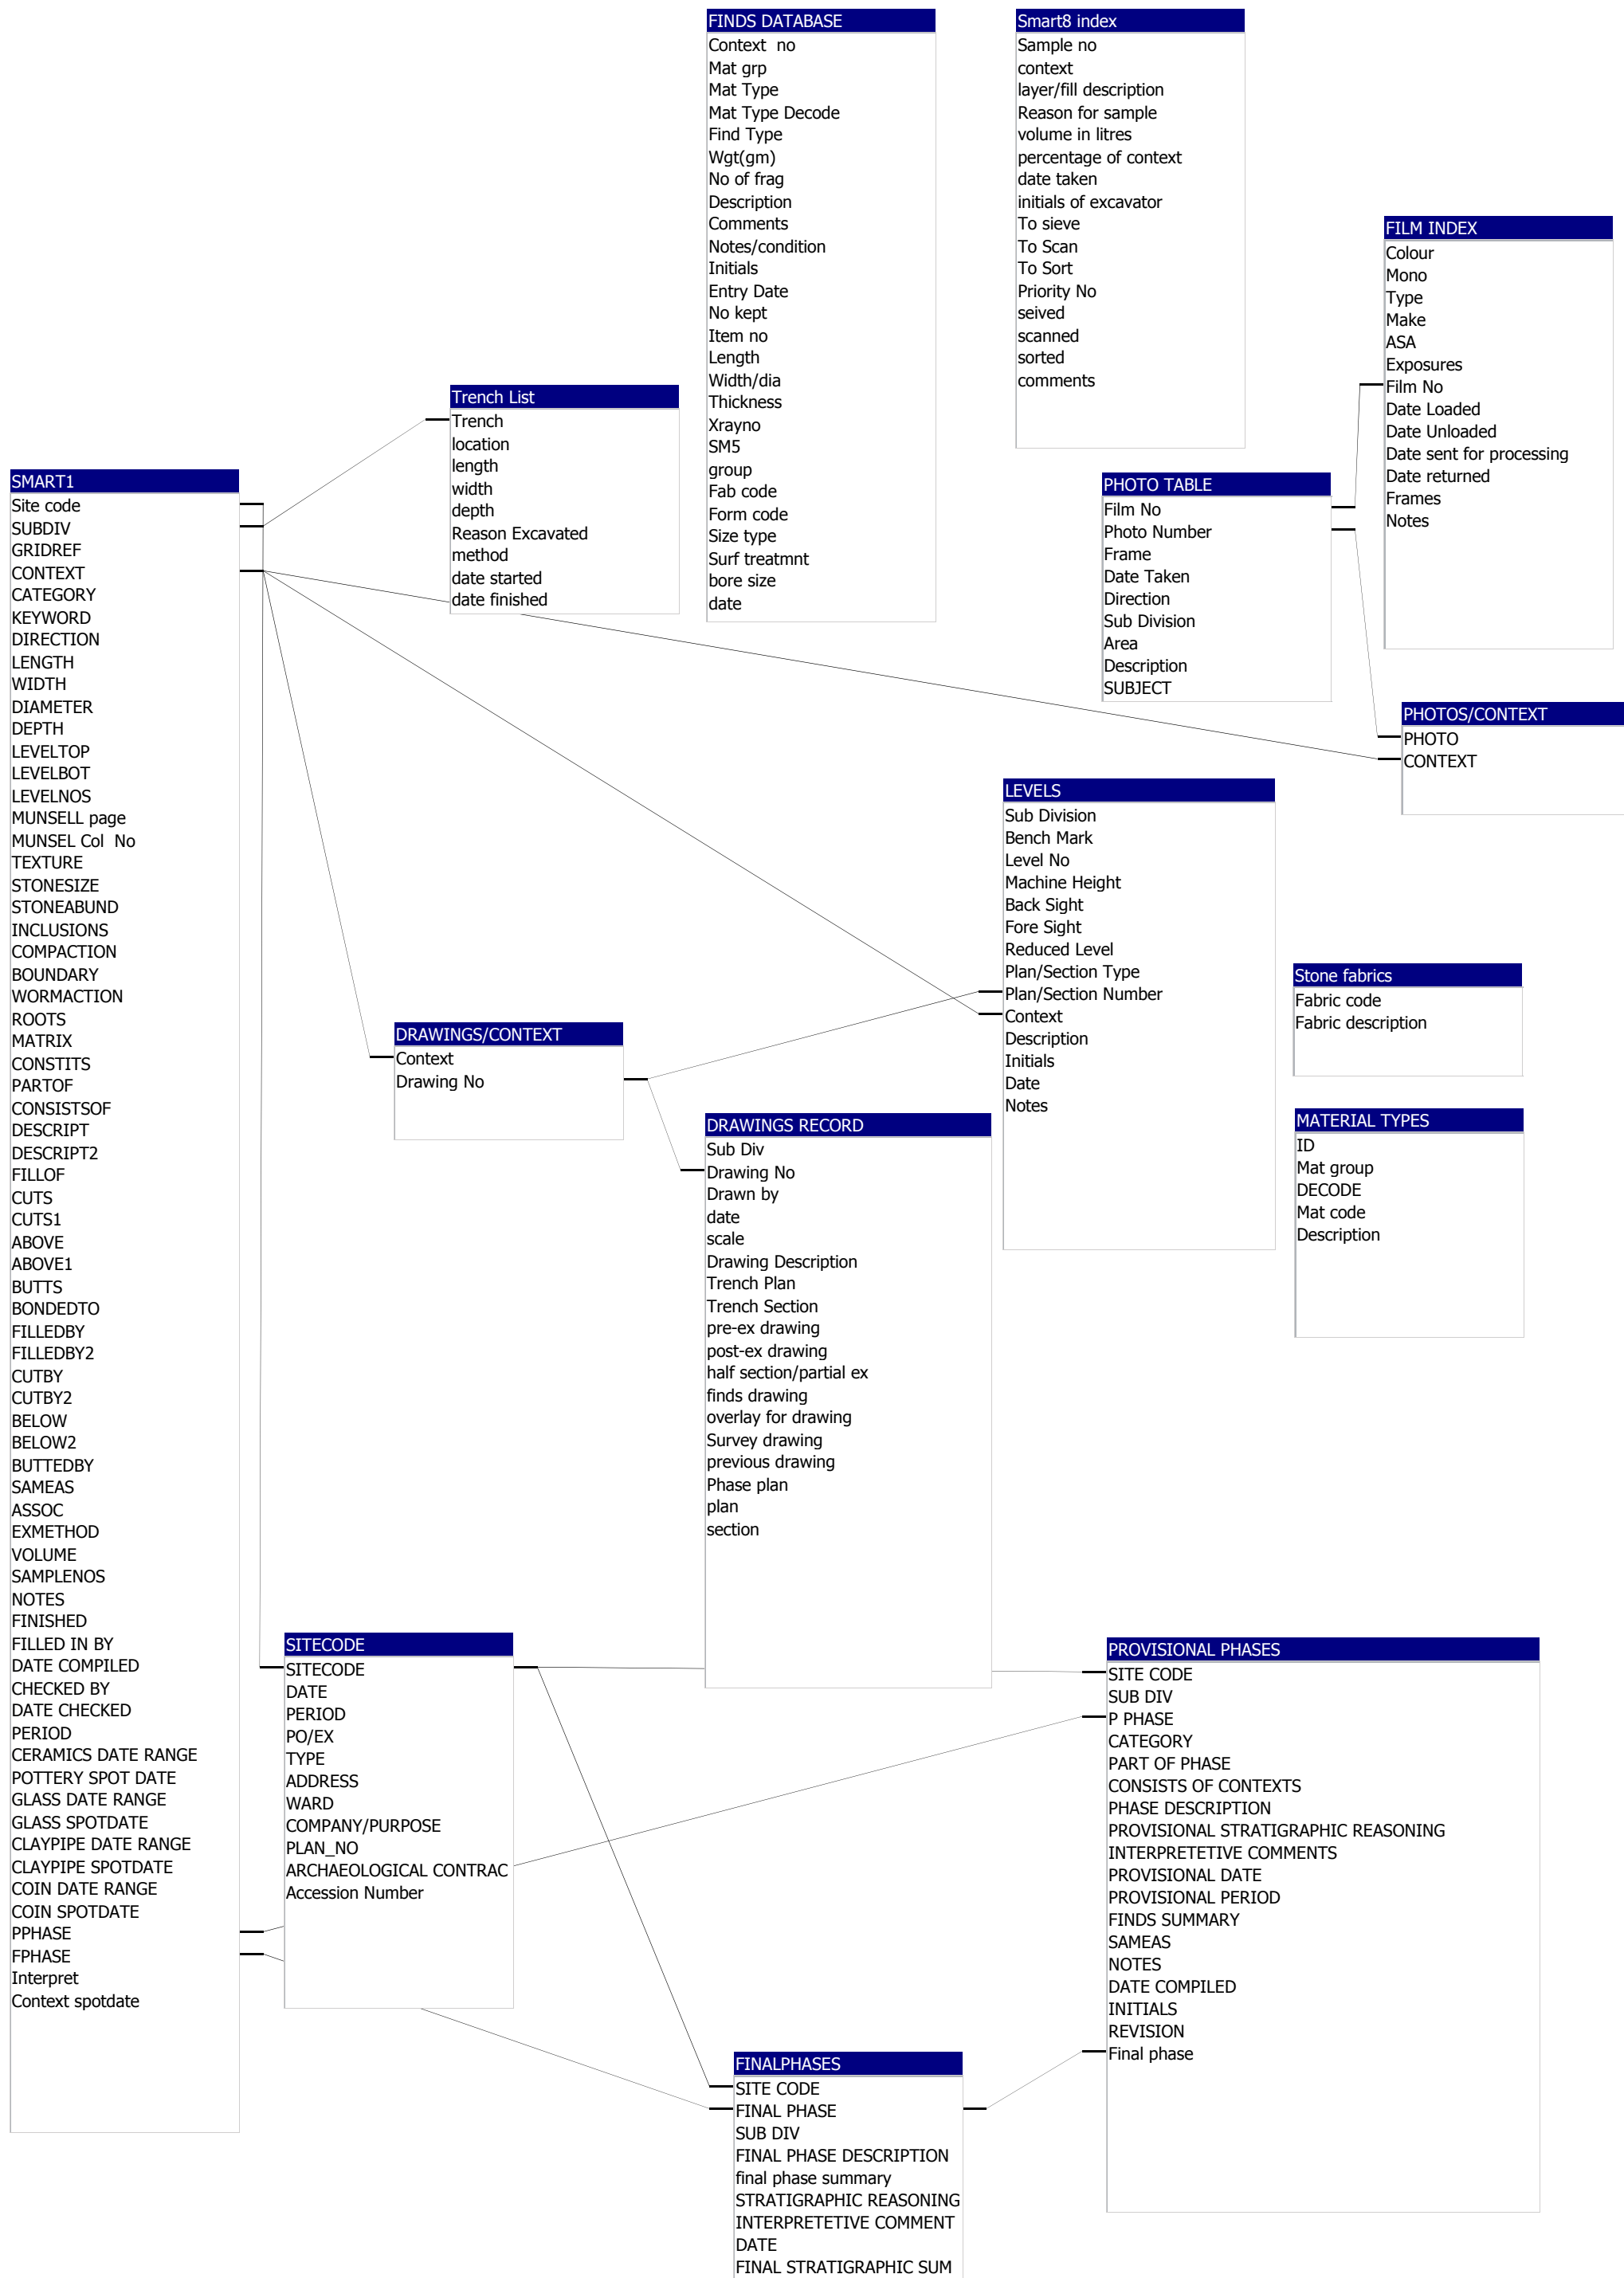 FINDS DATABASE
Context  no
Mat grp
Mat Type
Mat Type Decode
Find Type
Wgt(gm)
No of frag
Description
Comments
Notes/condition
Initials
Entry Date
No kept
Item no
Length
Width/dia
Thickness
Xrayno
SM5
group
Fab code
Form code
Size type
Surf treatmnt
bore size
date
Smart8 index
Sample no
context
layer/fill description
Reason for sample
volume in litres
percentage of context
date taken
initials of excavator
To sieve
To Scan
To Sort
Priority No
seived
scanned
sorted
comments
FILM INDEX
Colour
Mono
Type
Make
ASA
Exposures
Film No
Date Loaded
Date Unloaded
Date sent for processing
Date returned
Frames
Notes
Trench List
Trench
location
length
width
depth
Reason Excavated
method
date started
date finished
SMART1
Site code
SUBDIV
GRIDREF
CONTEXT
CATEGORY
KEYWORD
DIRECTION
LENGTH
WIDTH
DIAMETER
DEPTH
LEVELTOP
LEVELBOT
LEVELNOS
MUNSELL page
MUNSEL Col  No
TEXTURE
STONESIZE
STONEABUND
INCLUSIONS
COMPACTION
BOUNDARY
WORMACTION
ROOTS
MATRIX
CONSTITS
PARTOF
CONSISTSOF
DESCRIPT
DESCRIPT2
FILLOF
CUTS
CUTS1
ABOVE
ABOVE1
BUTTS
BONDEDTO
FILLEDBY
FILLEDBY2
CUTBY
CUTBY2
BELOW
BELOW2
BUTTEDBY
SAMEAS
ASSOC
EXMETHOD
VOLUME
SAMPLENOS
NOTES
FINISHED
FILLED IN BY
DATE COMPILED
CHECKED BY
DATE CHECKED
PERIOD
CERAMICS DATE RANGE
POTTERY SPOT DATE
GLASS DATE RANGE
GLASS SPOTDATE
CLAYPIPE DATE RANGE
CLAYPIPE SPOTDATE
COIN DATE RANGE
COIN SPOTDATE
PPHASE
FPHASE
Interpret
Context spotdate
PHOTO TABLE
Film No
Photo Number
Frame
Date Taken
Direction
Sub Division
Area
Description
SUBJECT
PHOTOS/CONTEXT
PHOTO
CONTEXT
LEVELS
Sub Division
Bench Mark
Level No
Machine Height
Back Sight
Fore Sight
Reduced Level
Plan/Section Type
Plan/Section Number
Context
Description
Initials
Date
Notes
Stone fabrics
Fabric code
Fabric description
DRAWINGS/CONTEXT
Context
Drawing No
MATERIAL TYPES
ID
Mat group
DECODE
Mat code
Description
DRAWINGS RECORD
Sub Div
Drawing No
Drawn by
date
scale
Drawing Description
Trench Plan
Trench Section
pre-ex drawing
post-ex drawing
half section/partial ex
finds drawing
overlay for drawing
Survey drawing
previous drawing
Phase plan
plan
section
SITECODE
SITECODE
DATE
PERIOD
PO/EX
TYPE
ADDRESS
WARD
COMPANY/PURPOSE
PLAN_NO
ARCHAEOLOGICAL CONTRAC
Accession Number
PROVISIONAL PHASES
SITE CODE
SUB DIV
P PHASE
CATEGORY
PART OF PHASE
CONSISTS OF CONTEXTS
PHASE DESCRIPTION
PROVISIONAL STRATIGRAPHIC REASONING
INTERPRETETIVE COMMENTS
PROVISIONAL DATE
PROVISIONAL PERIOD
FINDS SUMMARY
SAMEAS
NOTES
DATE COMPILED
INITIALS
REVISION
Final phase
FINALPHASES
SITE CODE
FINAL PHASE
SUB DIV
FINAL PHASE DESCRIPTION
final phase summary
STRATIGRAPHIC REASONING
INTERPRETETIVE COMMENT
DATE
FINAL STRATIGRAPHIC SUM